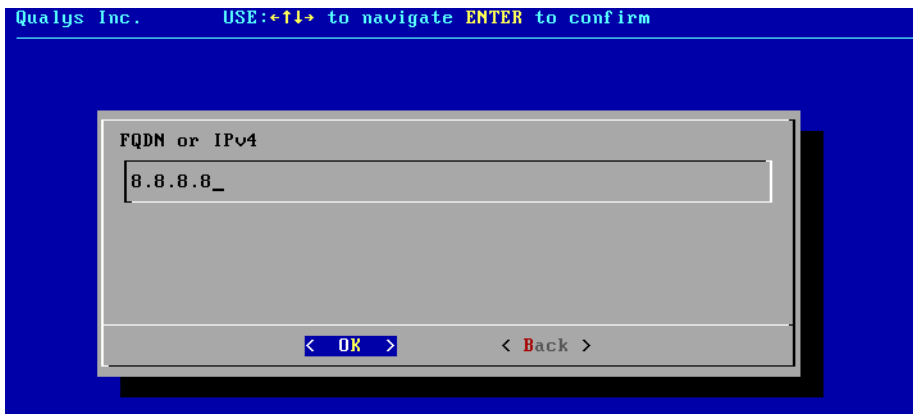 Qualys Inc. USE:←↑↓→ to navigate ENTER to confirm
FQDN or IPv4
8.8.8.8_
< OK > < Back >